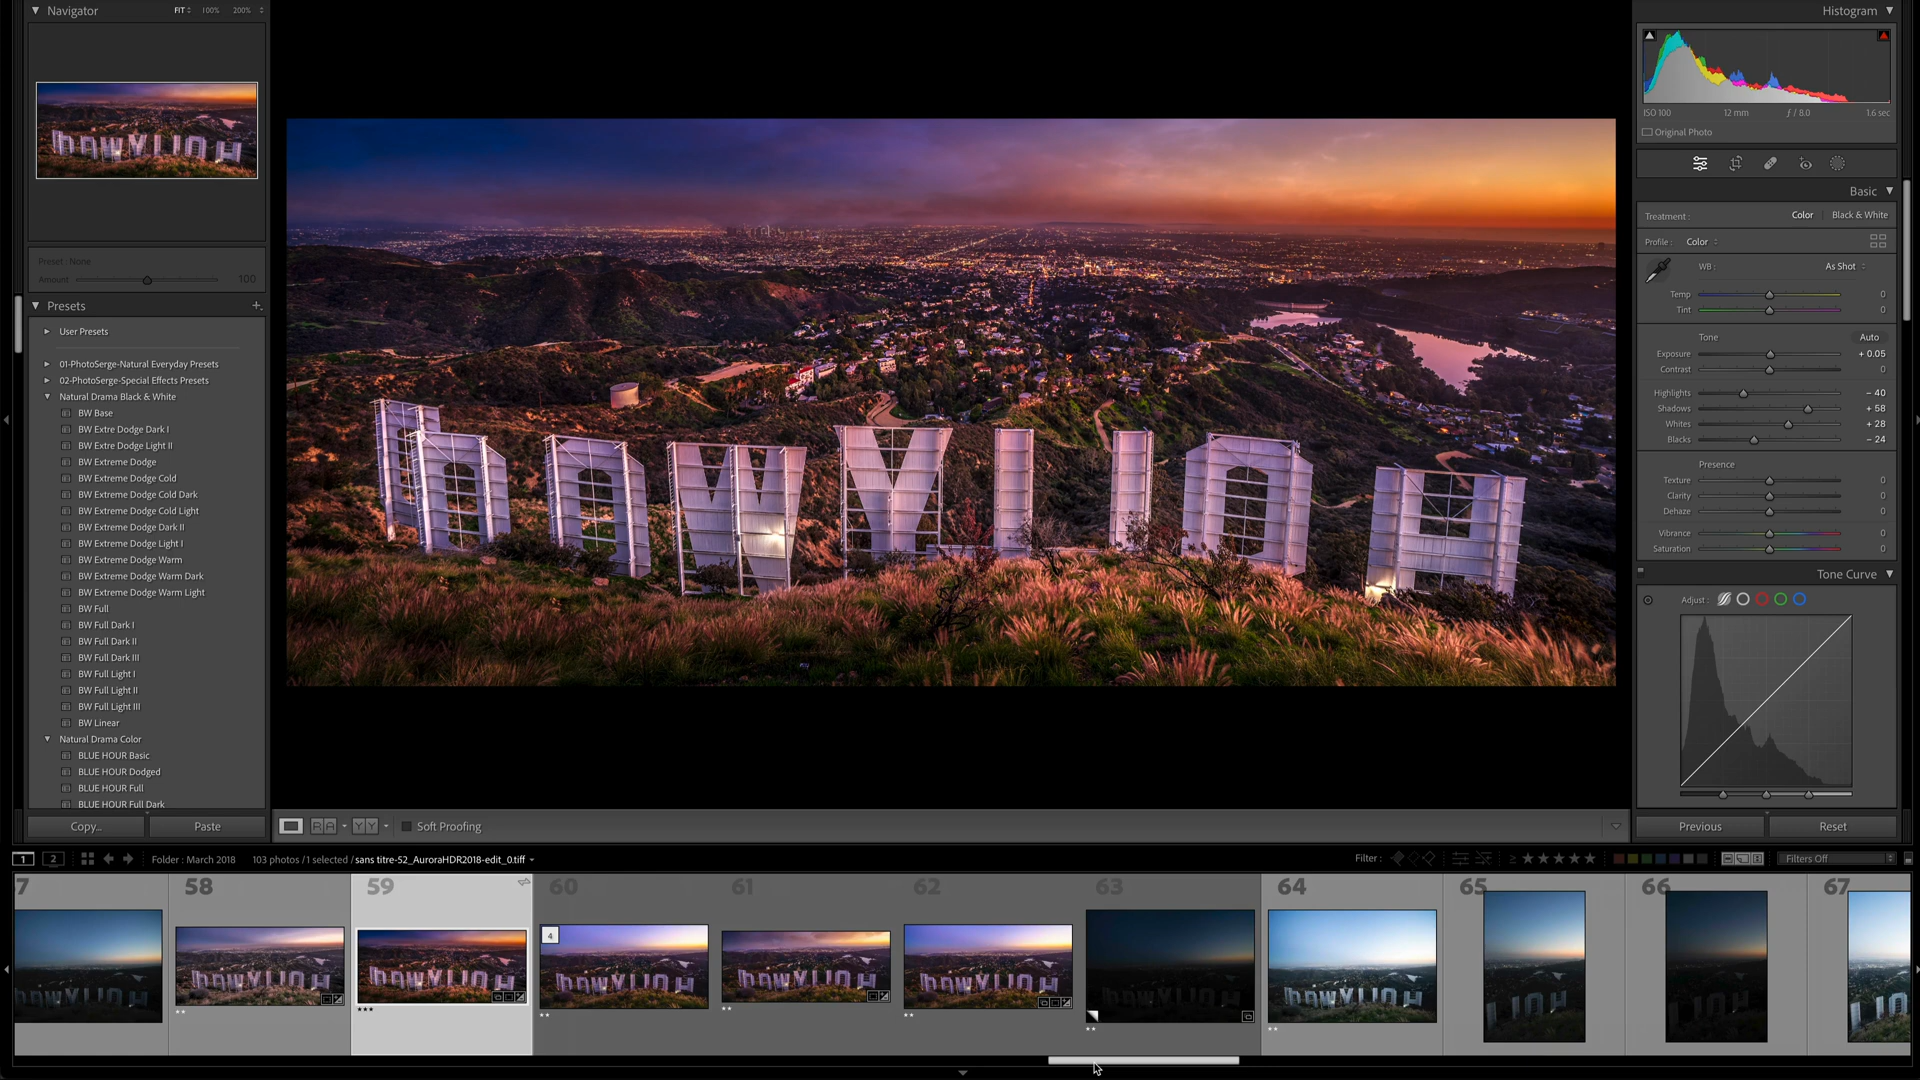 Navigator
FIT 100% 200%
Preset : None
Amount 100
Presets
User Presets
01-PhotoSerge-Natural Everyday Presets
02-PhotoSerge-Special Effects Presets
Natural Drama Black & White
BW Base
BW Extre Dodge Dark I
BW Extre Dodge Light II
BW Extreme Dodge
BW Extreme Dodge Cold
BW Extreme Dodge Cold Dark
BW Extreme Dodge Cold Light
BW Extreme Dodge Dark II
BW Extreme Dodge Light I
BW Extreme Dodge Warm
BW Extreme Dodge Warm Dark
BW Extreme Dodge Warm Light
BW Full
BW Full Dark I
BW Full Dark II
BW Full Dark III
BW Full Light I
BW Full Light II
BW Full Light III
BW Linear
Natural Drama Color
BLUE HOUR Basic
BLUE HOUR Dodged
BLUE HOUR Full
BLUE HOUR Full Dark
Copy... Paste
Soft Proofing
Histogram
ISO 100 12 mm ƒ / 8.0 1.6 sec
Original Photo
Basic
Treatment : Color Black & White
Profile : Color
WB : As Shot
Temp 0
Tint 0
Tone Auto
Exposure + 0.05
Contrast 0
Highlights – 40
Shadows + 58
Whites + 28
Blacks – 24
Presence
Texture 0
Clarity 0
Dehaze 0
Vibrance 0
Saturation 0
Tone Curve
Adjust :
Previous Reset
1 2 Folder : March 2018 103 photos / 1 selected / sans titre-52_AuroraHDR2018-edit_0.tiff Filter : Filters Off
7 58 59 60 61 62 63 64 65 66 67
4